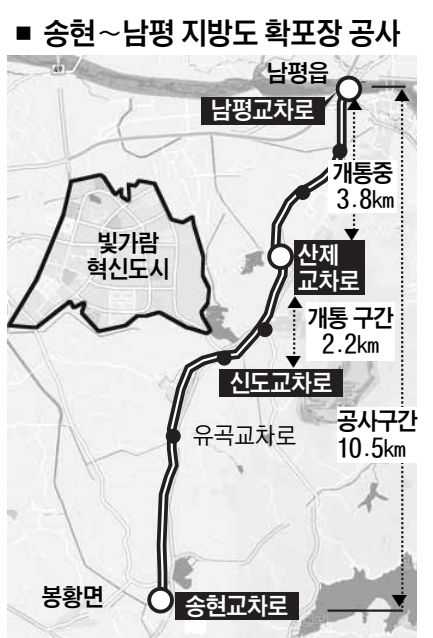 ■ 송현~남평 지방도 확포장 공사
남평읍
남평교차로
개통중
3.8km
빛가람
혁신도시
산제
교차로
개통 구간
2.2km
신도교차로
공사구간
10.5km
유곡교차로
봉황면
송현교차로